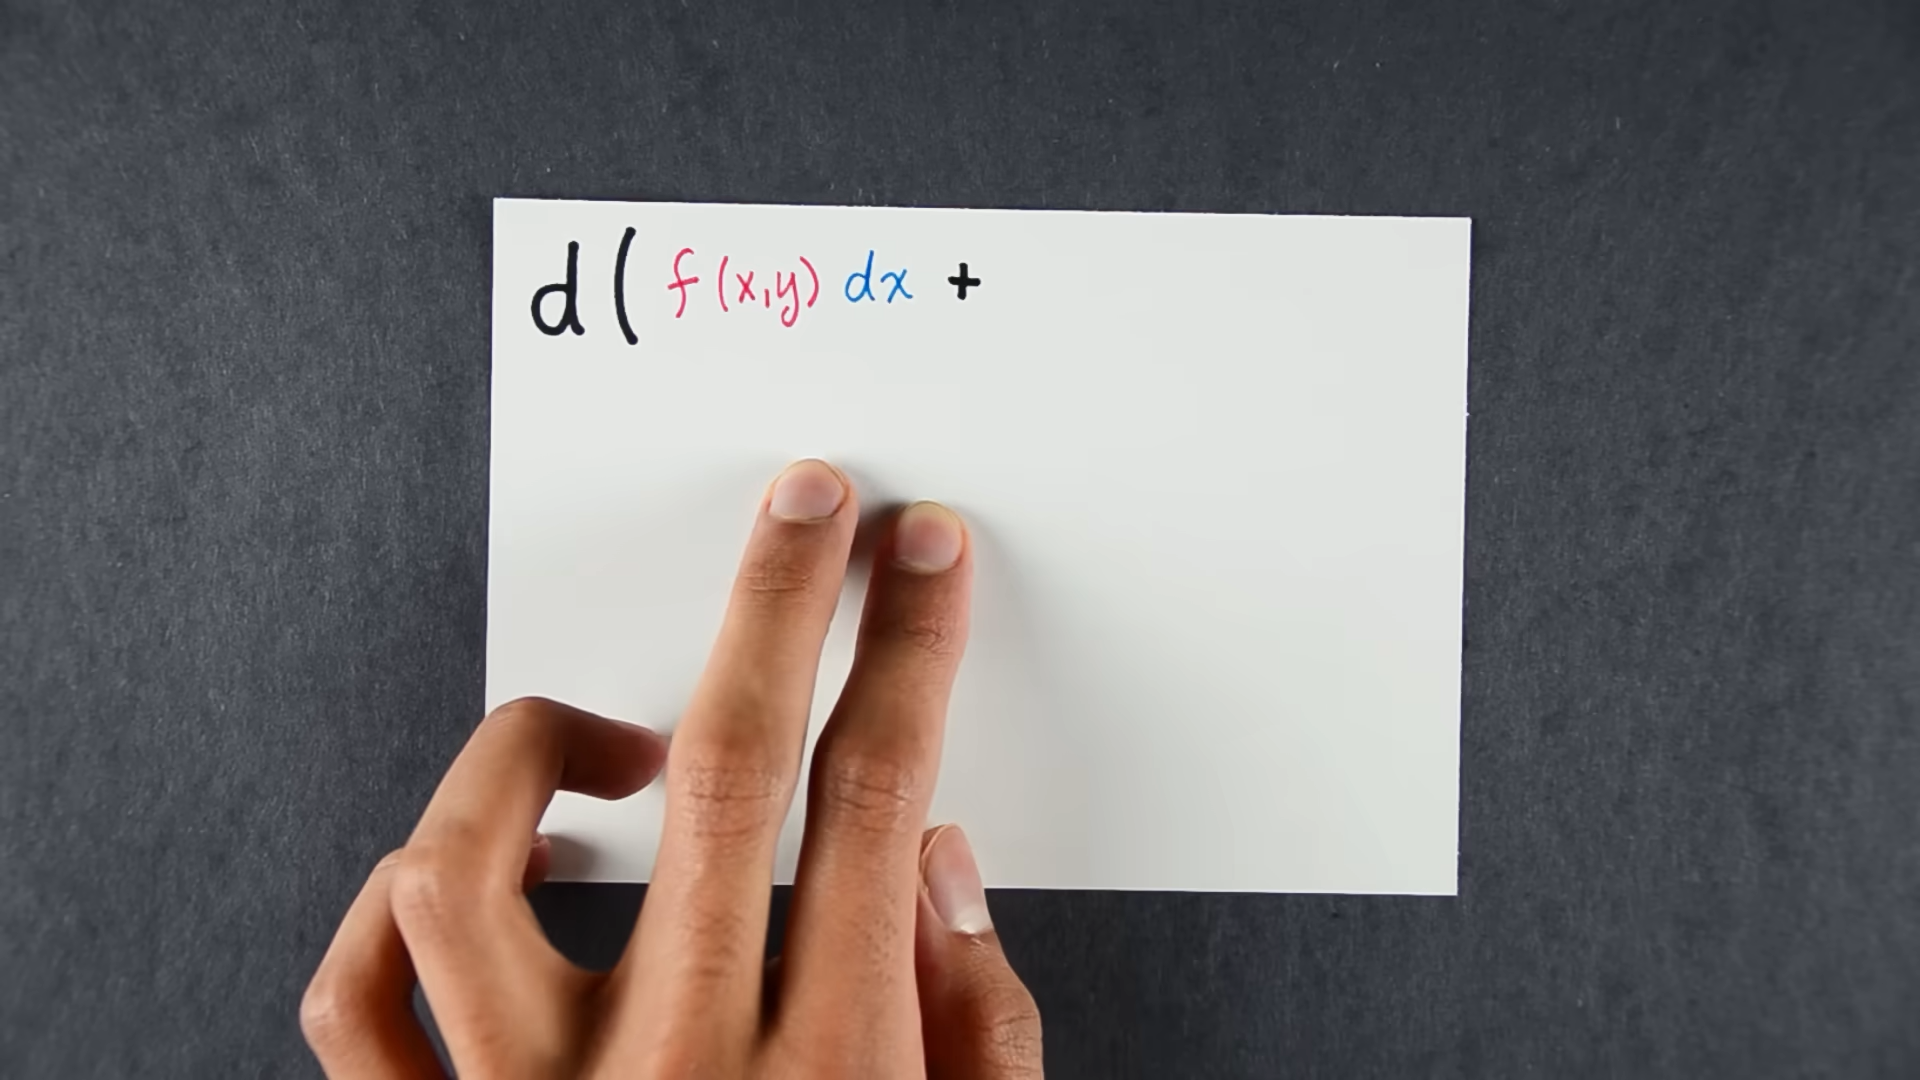 d ( f (x,y) dx +